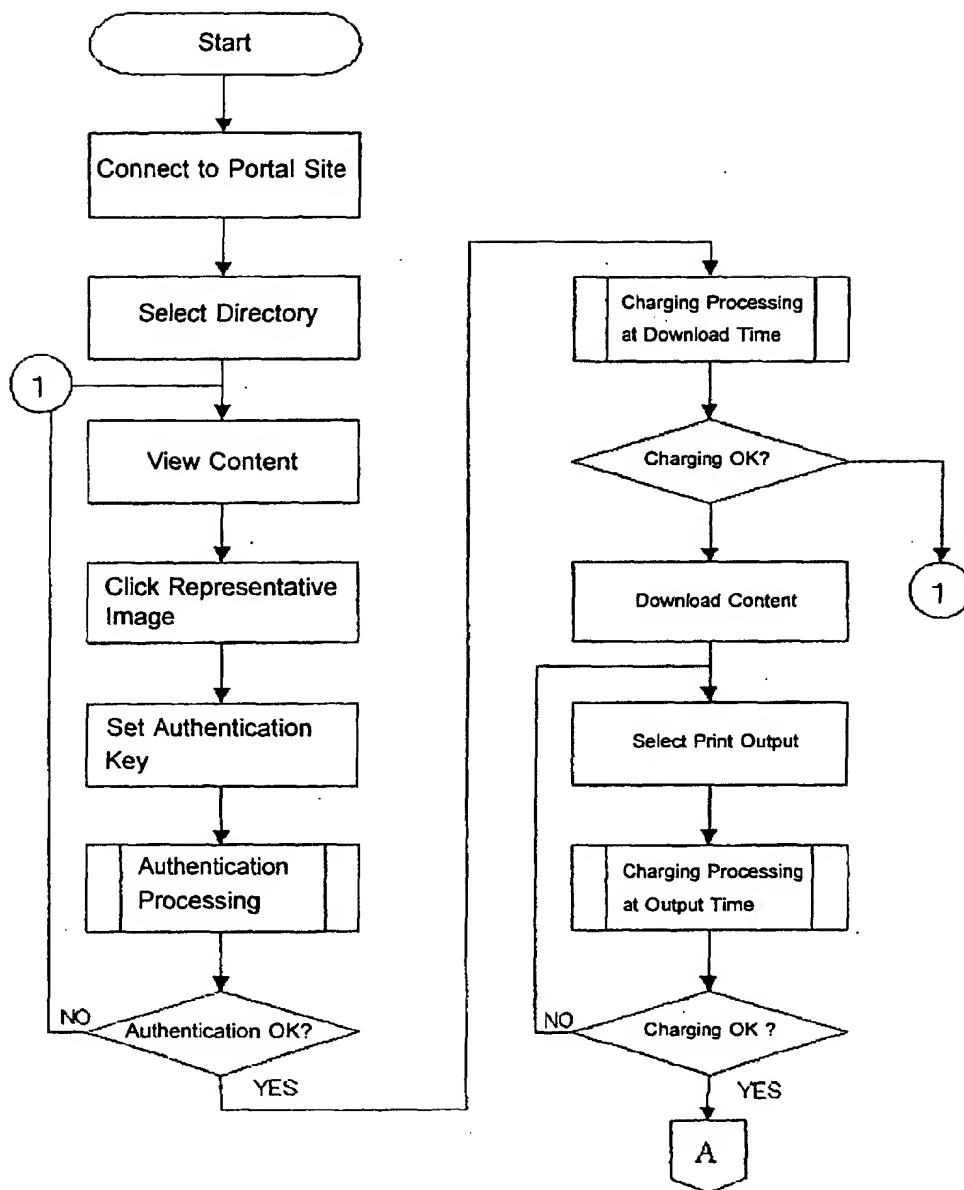 Start
Connect to Portal Site
Select Directory
1
View Content
Click Representative
Image
Set Authentication
Key
Authentication
Processing
NO
Authentication OK?
YES
Charging Processing
at Download Time
Charging OK?
1
Download Content
Select Print Output
Charging Processing
at Output Time
NO
Charging OK ?
YES
A